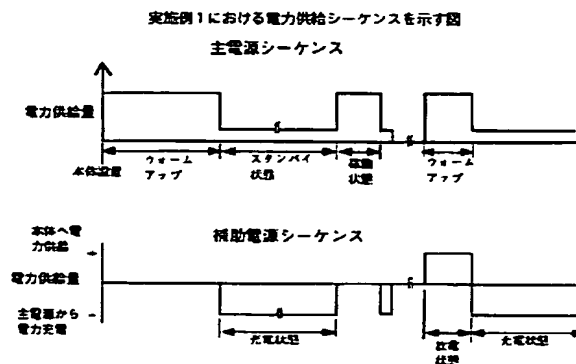 実施例1における電力供給シーケンスを示す図
主電源シーケンス
電力供給量
本体設置
ウォーム
アップ
スタンバイ
状態
稼動
状態
ウォーム
アップ
補助電源シーケンス
本体へ電
力供給
電力供給量
主電源から
電力充電
充電状態
放電
状態
充電状態